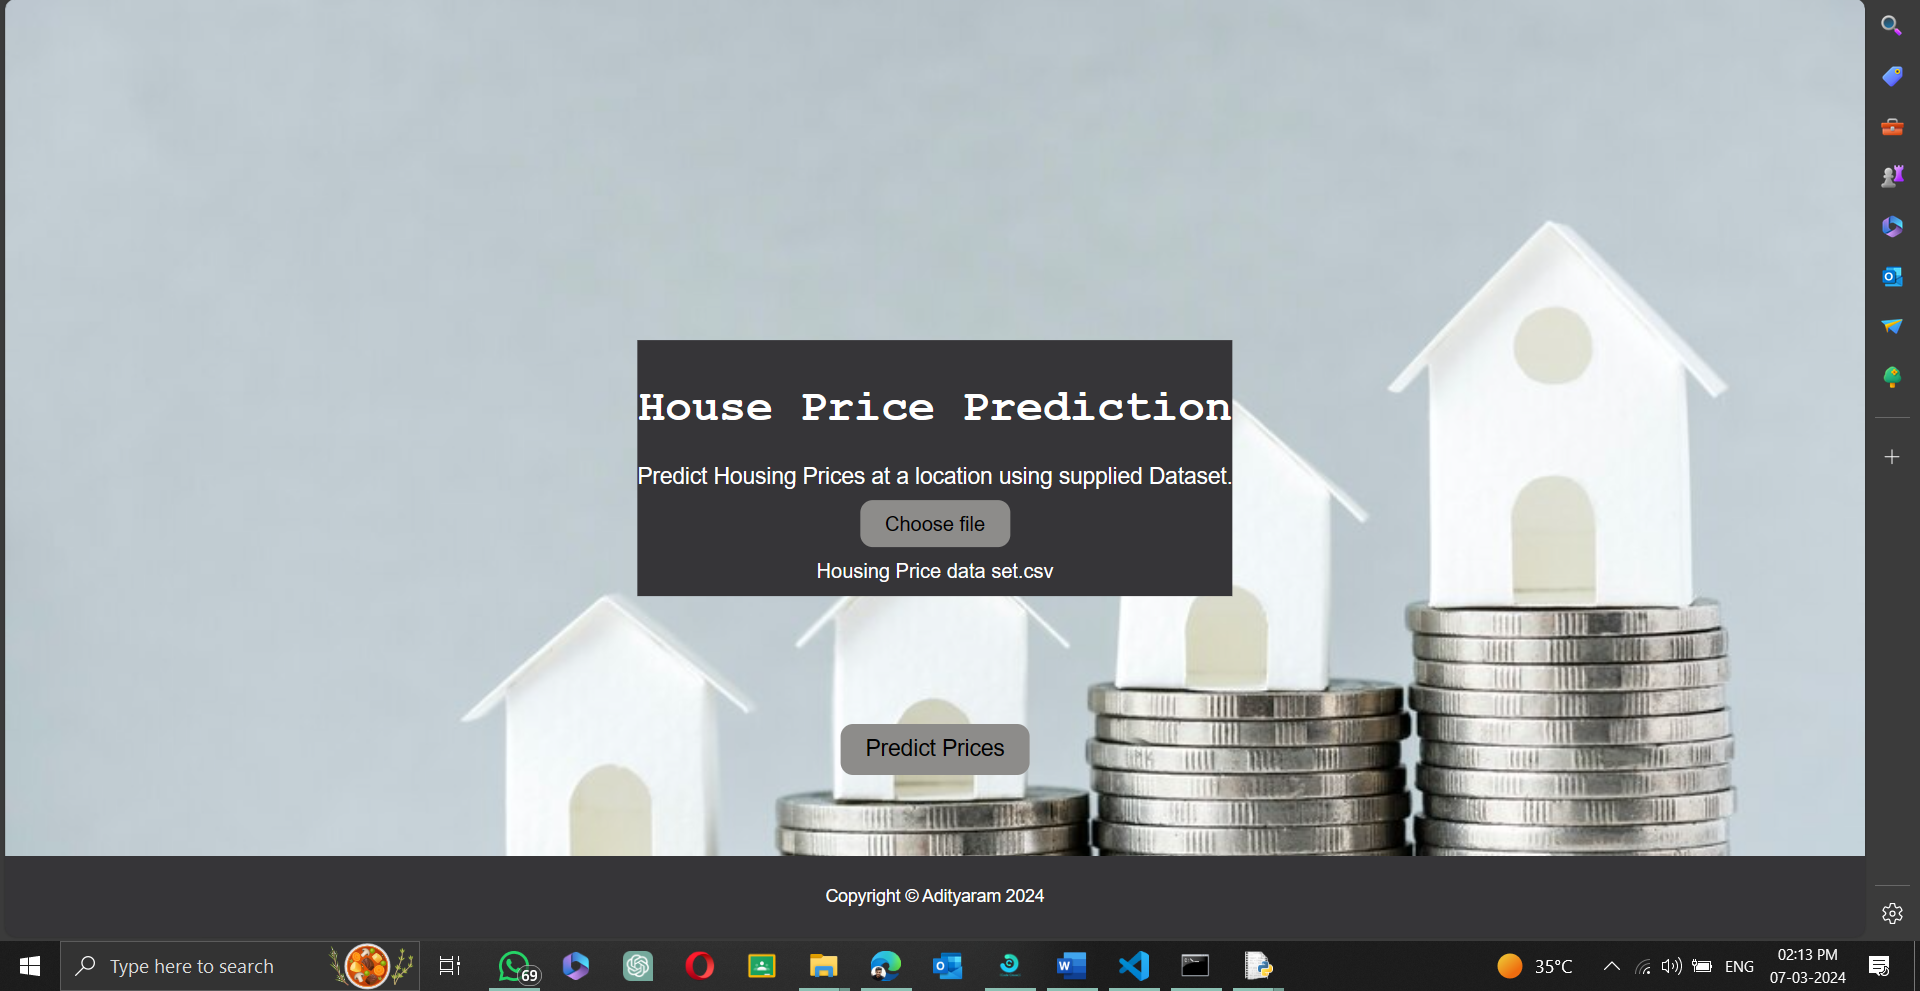 House Price Prediction
Predict Housing Prices at a location using supplied Dataset.
Choose file
Housing Price data set.csv
Predict Prices
Copyright © Adityaram 2024
Type here to search
69
35°C
ENG
02:13 PM
07-03-2024